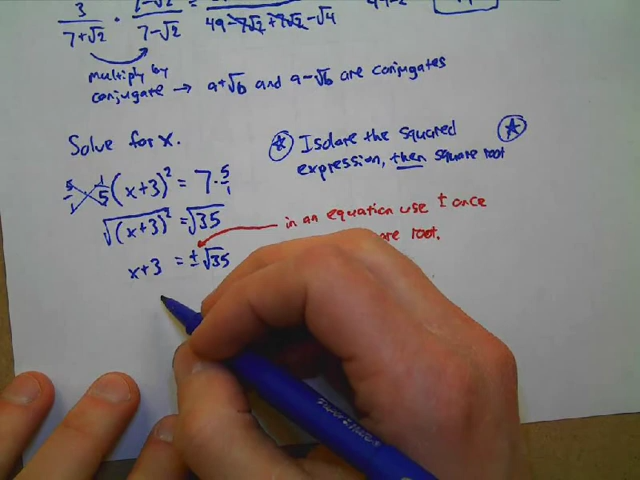 3/(7+√2) · (7-√2)/(7-√2) = 49-7√2+7√2-√4
multiply by
conjugate → a+√b and a-√b are conjugates
Solve for x.
5/1 · 1/5 (x+3)² = 7 · 5/1
√(x+3)² = √35
x+3 = ±√35
Isolate the squared
expression, then square root
in an equation use ± once
root.